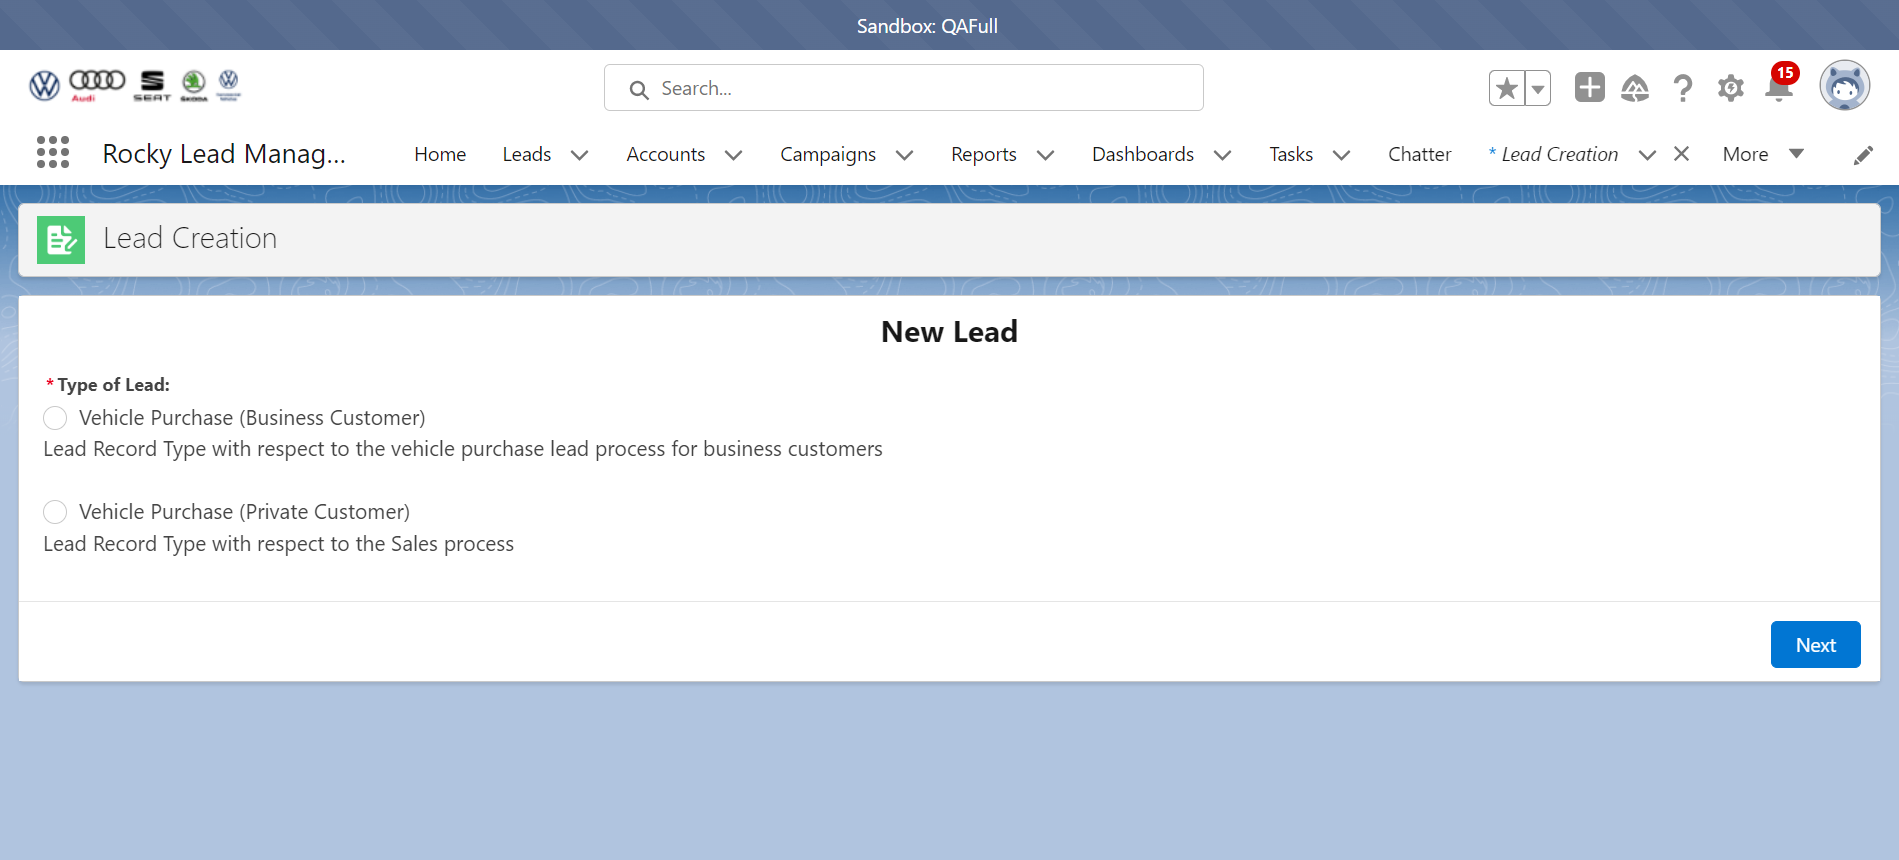 Sandbox: QAFull
Audi SEAT ŠKODA
Search...
15
Rocky Lead Manag...
Home Leads Accounts Campaigns Reports Dashboards Tasks Chatter * Lead Creation More
Lead Creation
New Lead
* Type of Lead:
Vehicle Purchase (Business Customer)
Lead Record Type with respect to the vehicle purchase lead process for business customers
Vehicle Purchase (Private Customer)
Lead Record Type with respect to the Sales process
Next